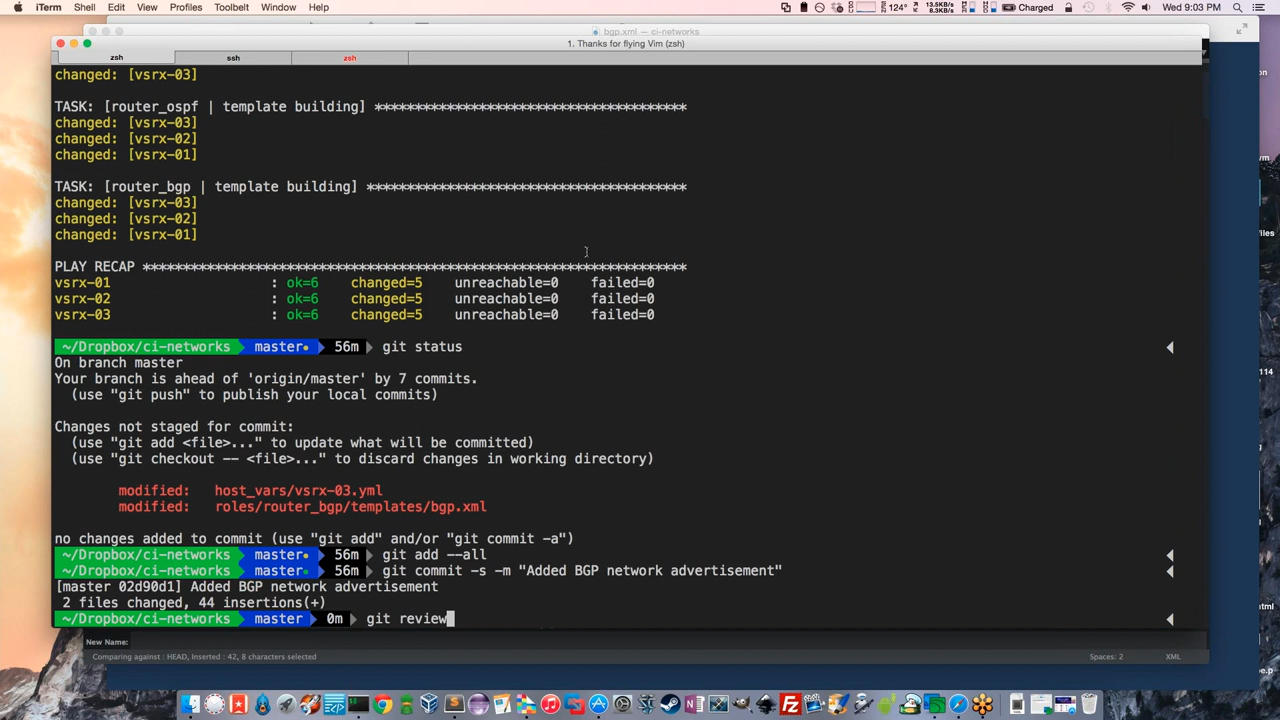 iTerm Shell Edit View Profiles Toolbelt Window Help 124° 13.5KB/s 8.3KB/s Charged Wed 9:03 PM
bgp.xml — ci-networks
1. Thanks for flying Vim (zsh)
zsh ssh zsh
changed: [vsrx-03]
TASK: [router_ospf | template building] ***************************************
changed: [vsrx-03]
changed: [vsrx-02]
changed: [vsrx-01]
TASK: [router_bgp | template building] ****************************************
changed: [vsrx-03]
changed: [vsrx-02]
changed: [vsrx-01]
PLAY RECAP ********************************************************************
vsrx-01 : ok=6 changed=5 unreachable=0 failed=0
vsrx-02 : ok=6 changed=5 unreachable=0 failed=0
vsrx-03 : ok=6 changed=5 unreachable=0 failed=0
~/Dropbox/ci-networks master● 56m git status
On branch master
Your branch is ahead of 'origin/master' by 7 commits.
(use "git push" to publish your local commits)
Changes not staged for commit:
(use "git add <file>..." to update what will be committed)
(use "git checkout -- <file>..." to discard changes in working directory)
modified: host_vars/vsrx-03.yml
modified: roles/router_bgp/templates/bgp.xml
no changes added to commit (use "git add" and/or "git commit -a")
~/Dropbox/ci-networks master● 56m git add --all
~/Dropbox/ci-networks master● 56m git commit -s -m "Added BGP network advertisement"
[master 02d90d1] Added BGP network advertisement
2 files changed, 44 insertions(+)
~/Dropbox/ci-networks master 0m git review
New Name:
Comparing against : HEAD, Inserted : 42, 8 characters selected Spaces: 2 XML